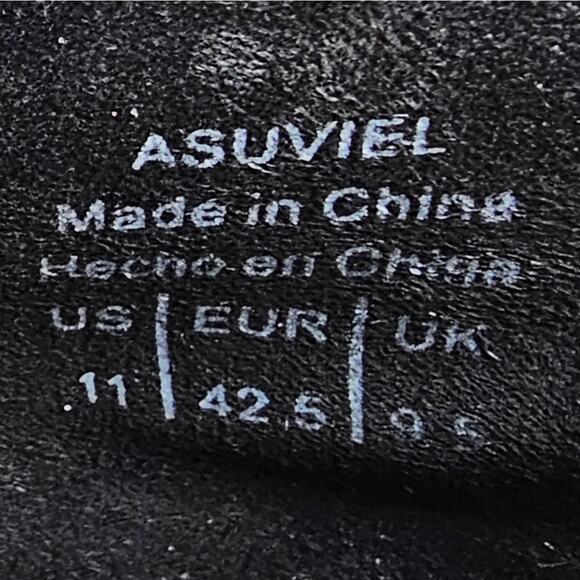 ASUVIEL
Made in China
Hecho en China
US | EUR | UK
11 | 42.5 | 9.5